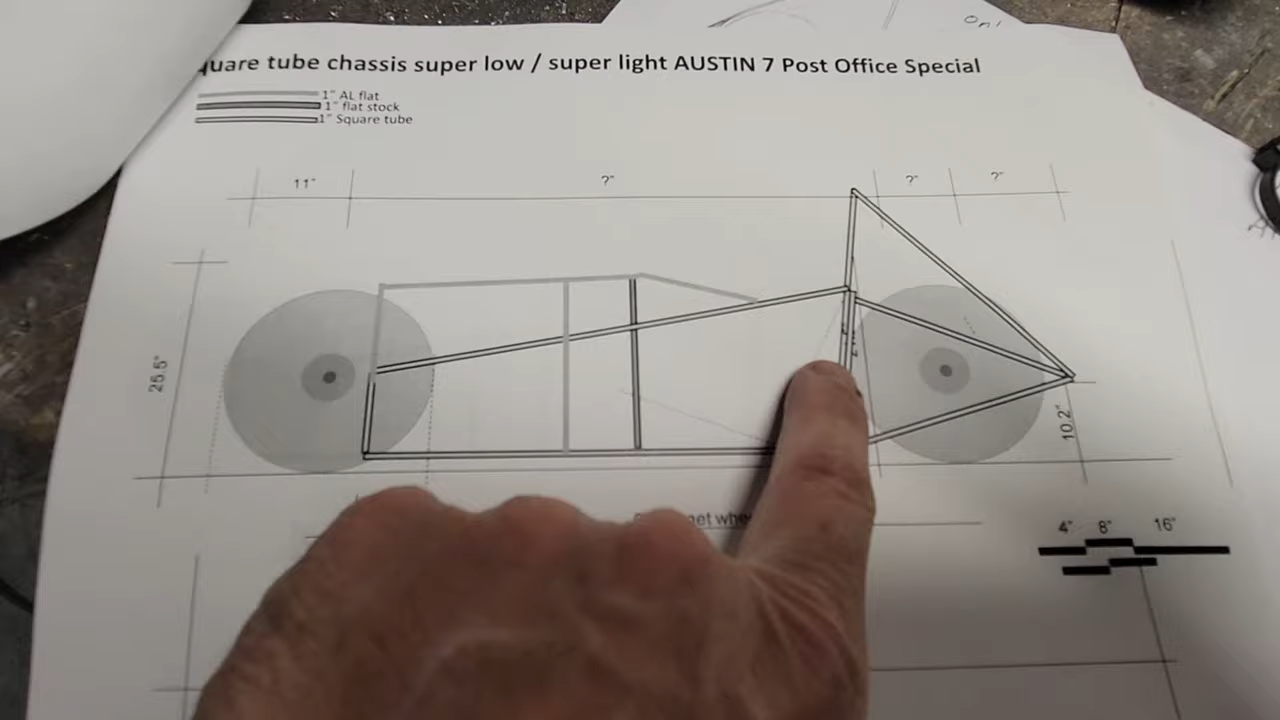 quare tube chassis super low / super light AUSTIN 7 Post Office Special
1" AL flat
1" flat stock
1" Square tube
11"
?"
?"
?"
25.5"
10.2"
4" 8" 16"